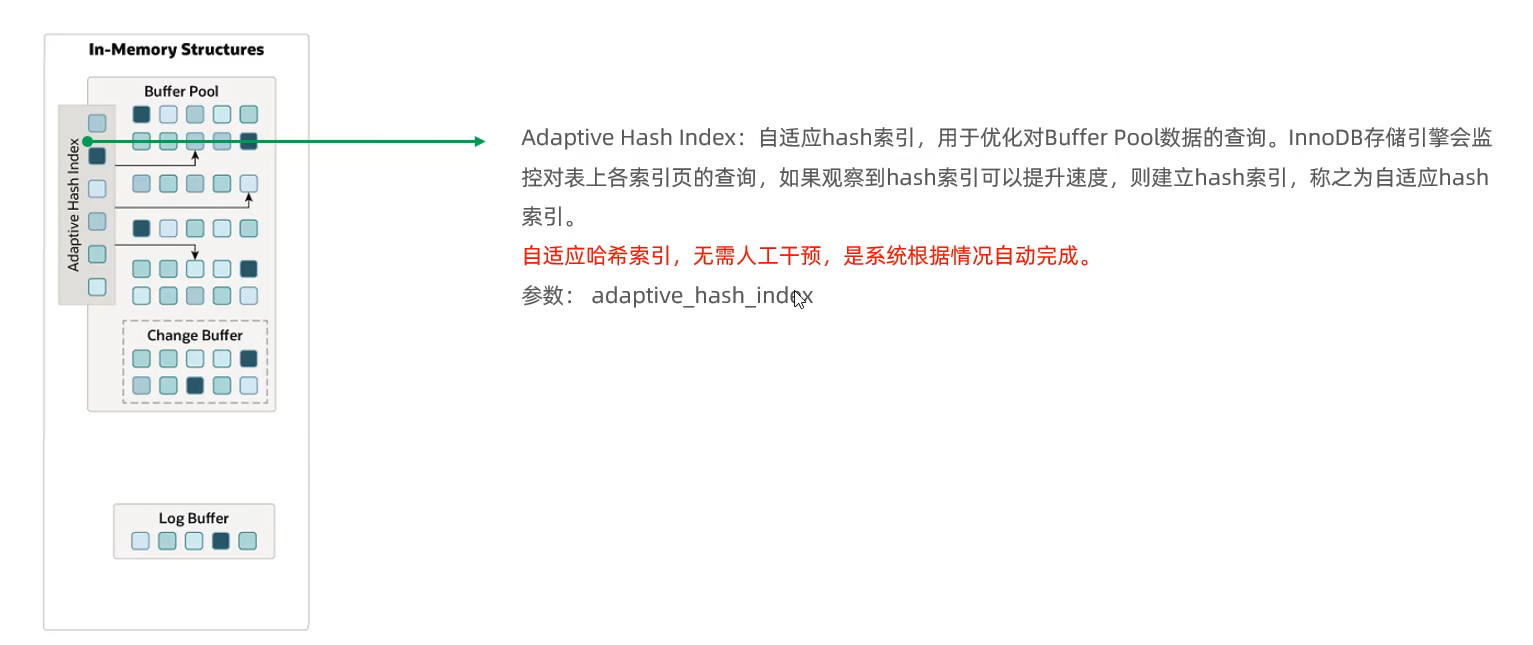 In-Memory Structures
Buffer Pool
Adaptive Hash Index
Change Buffer
Log Buffer
Adaptive Hash Index：自适应hash索引，用于优化对Buffer Pool数据的查询。InnoDB存储引擎会监
控对表上各索引页的查询，如果观察到hash索引可以提升速度，则建立hash索引，称之为自适应hash
索引。
自适应哈希索引，无需人工干预，是系统根据情况自动完成。
参数： adaptive_hash_index